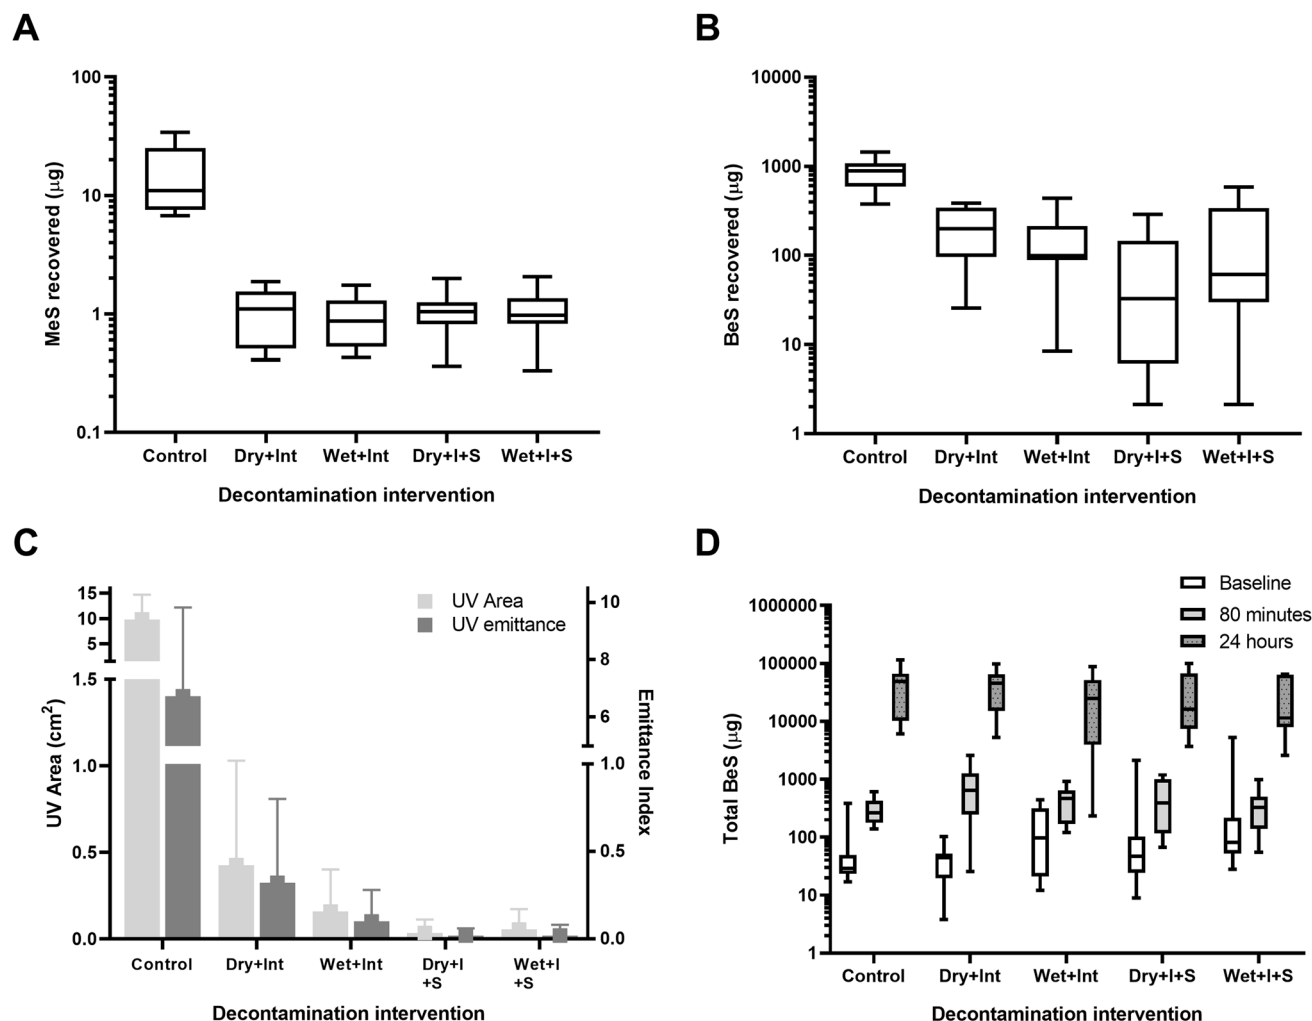 A
100
10
1
0.1
MeS recovered (µg)
Control Dry+Int Wet+Int Dry+I+S Wet+I+S
Decontamination intervention
B
10000
1000
100
10
1
BeS recovered (µg)
Control Dry+Int Wet+Int Dry+I+S Wet+I+S
Decontamination intervention
C
15
10
5
1.5
1.0
0.5
0.0
UV Area (cm²)
UV Area
UV emittance
10
8
6
1.0
0.5
0.0
Emittance Index
Control Dry+Int Wet+Int Dry+I Wet+I
+S +S
Decontamination intervention
D
Baseline
80 minutes
24 hours
1000000
100000
10000
1000
100
10
1
Total BeS (µg)
Control Dry+Int Wet+Int Dry+I+S Wet+I+S
Decontamination intervention